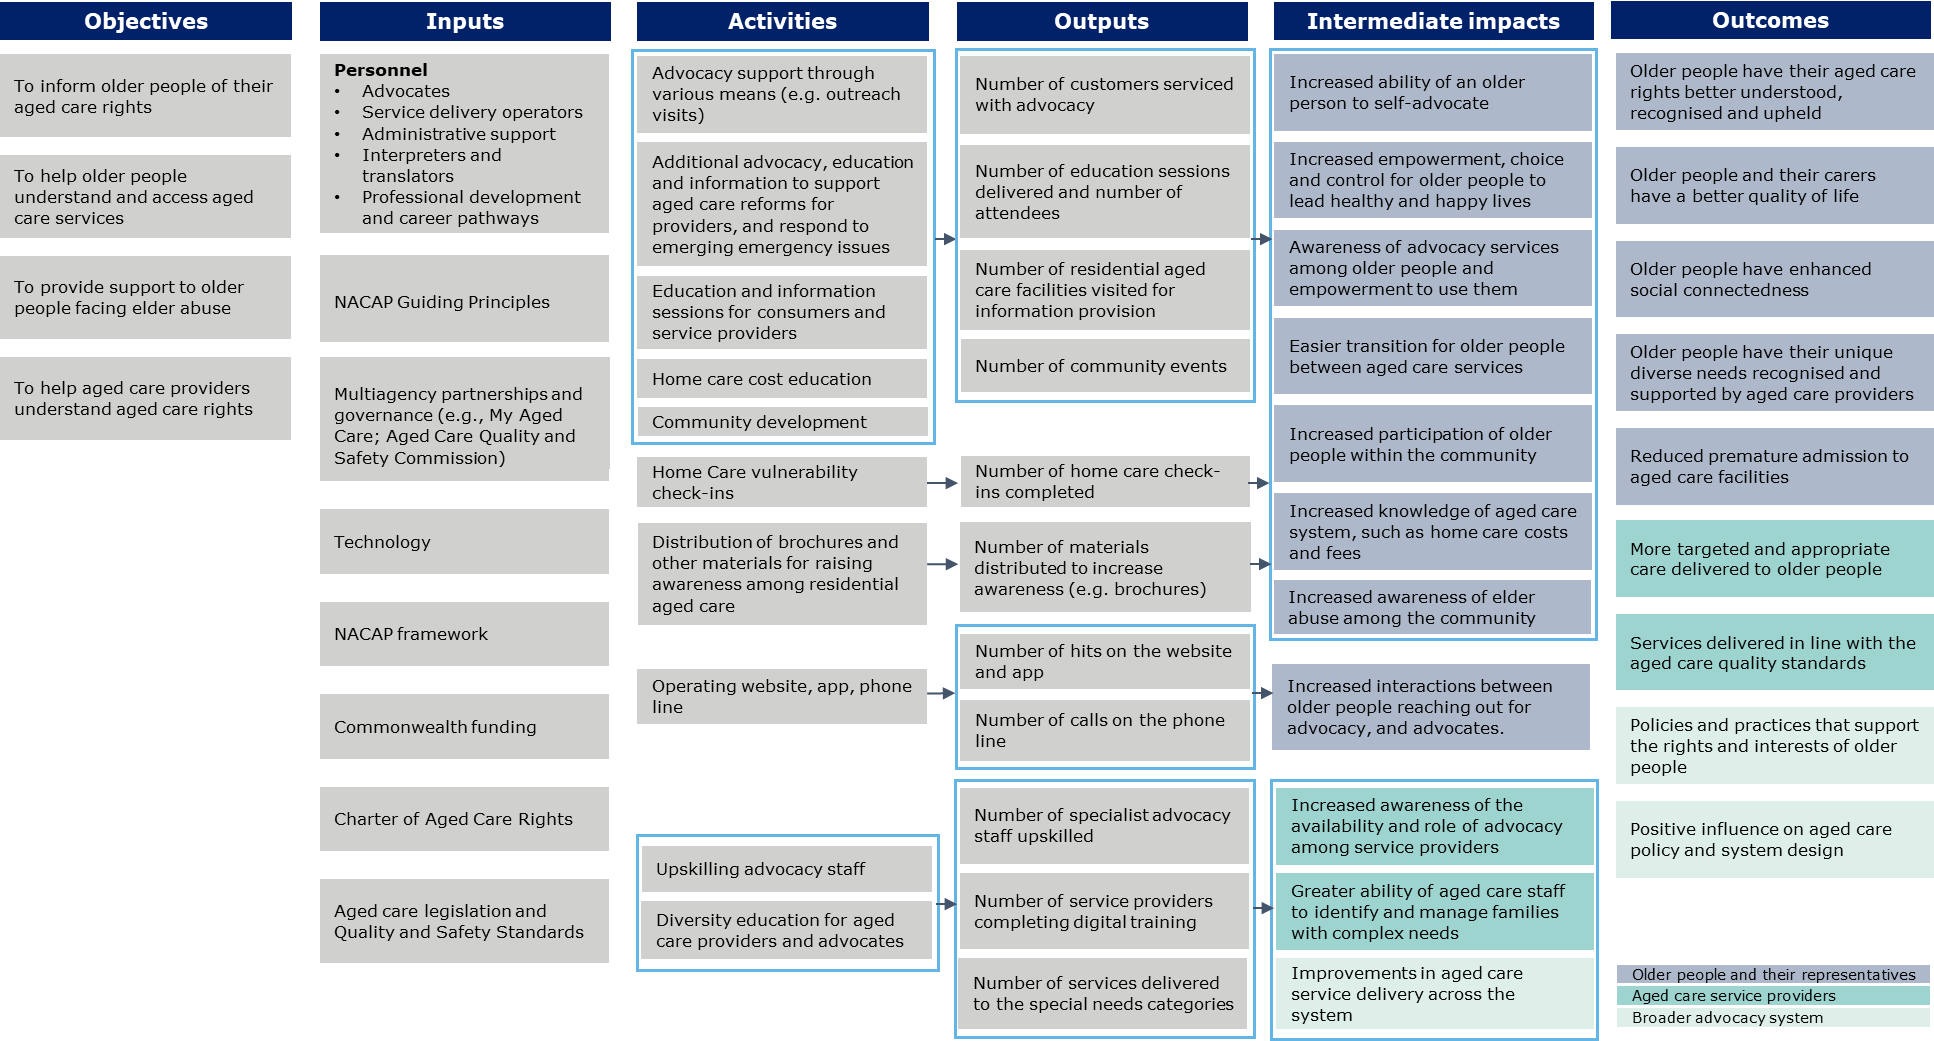 Objectives
To inform older people of their
aged care rights
To help older people
understand and access aged
care services
To provide support to older
people facing elder abuse
To help aged care providers
understand aged care rights
Inputs
Personnel
• Advocates
• Service delivery operators
• Administrative support
• Interpreters and
translators
• Professional development
and career pathways
NACAP Guiding Principles
Multiagency partnerships and
governance (e.g., My Aged
Care; Aged Care Quality and
Safety Commission)
Technology
NACAP framework
Commonwealth funding
Charter of Aged Care Rights
Aged care legislation and
Quality and Safety Standards
Activities
Advocacy support through
various means (e.g. outreach
visits)
Additional advocacy, education
and information to support
aged care reforms for
providers, and respond to
emerging emergency issues
Education and information
sessions for consumers and
service providers
Home care cost education
Community development
Home Care vulnerability
check-ins
Distribution of brochures and
other materials for raising
awareness among residential
aged care
Operating website, app, phone
line
Upskilling advocacy staff
Diversity education for aged
care providers and advocates
Outputs
Number of customers serviced
with advocacy
Number of education sessions
delivered and number of
attendees
Number of residential aged
care facilities visited for
information provision
Number of community events
Number of home care check-
ins completed
Number of materials
distributed to increase
awareness (e.g. brochures)
Number of hits on the website
and app
Number of calls on the phone
line
Number of specialist advocacy
staff upskilled
Number of service providers
completing digital training
Number of services delivered
to the special needs categories
Intermediate impacts
Increased ability of an older
person to self-advocate
Increased empowerment, choice
and control for older people to
lead healthy and happy lives
Awareness of advocacy services
among older people and
empowerment to use them
Easier transition for older people
between aged care services
Increased participation of older
people within the community
Increased knowledge of aged care
system, such as home care costs
and fees
Increased awareness of elder
abuse among the community
Increased interactions between
older people reaching out for
advocacy, and advocates.
Increased awareness of the
availability and role of advocacy
among service providers
Greater ability of aged care staff
to identify and manage families
with complex needs
Improvements in aged care
service delivery across the
system
Outcomes
Older people have their aged care
rights better understood,
recognised and upheld
Older people and their carers
have a better quality of life
Older people have enhanced
social connectedness
Older people have their unique
diverse needs recognised and
supported by aged care providers
Reduced premature admission to
aged care facilities
More targeted and appropriate
care delivered to older people
Services delivered in line with the
aged care quality standards
Policies and practices that support
the rights and interests of older
people
Positive influence on aged care
policy and system design
Older people and their representatives
Aged care service providers
Broader advocacy system